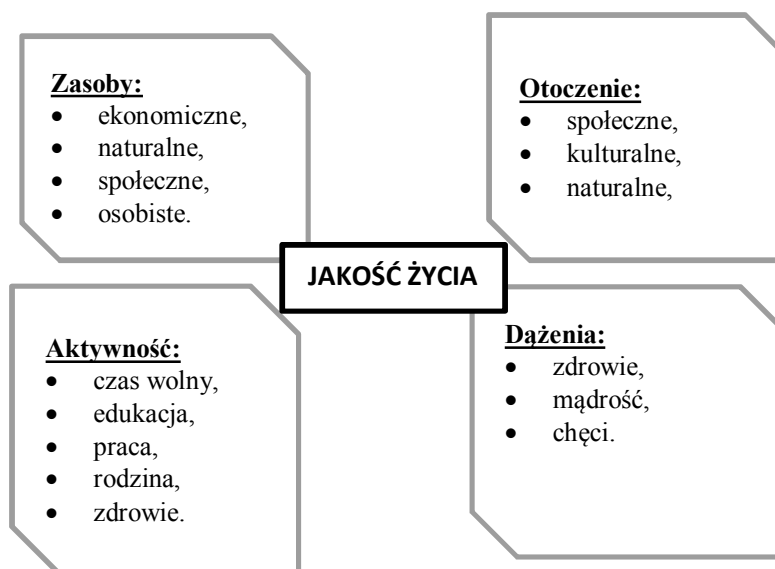 Zasoby:
• ekonomiczne,
• naturalne,
• społeczne,
• osobiste.
Otoczenie:
• społeczne,
• kulturalne,
• naturalne,
JAKOŚĆ ŻYCIA
Aktywność:
• czas wolny,
• edukacja,
• praca,
• rodzina,
• zdrowie.
Dążenia:
• zdrowie,
• mądrość,
• chęci.